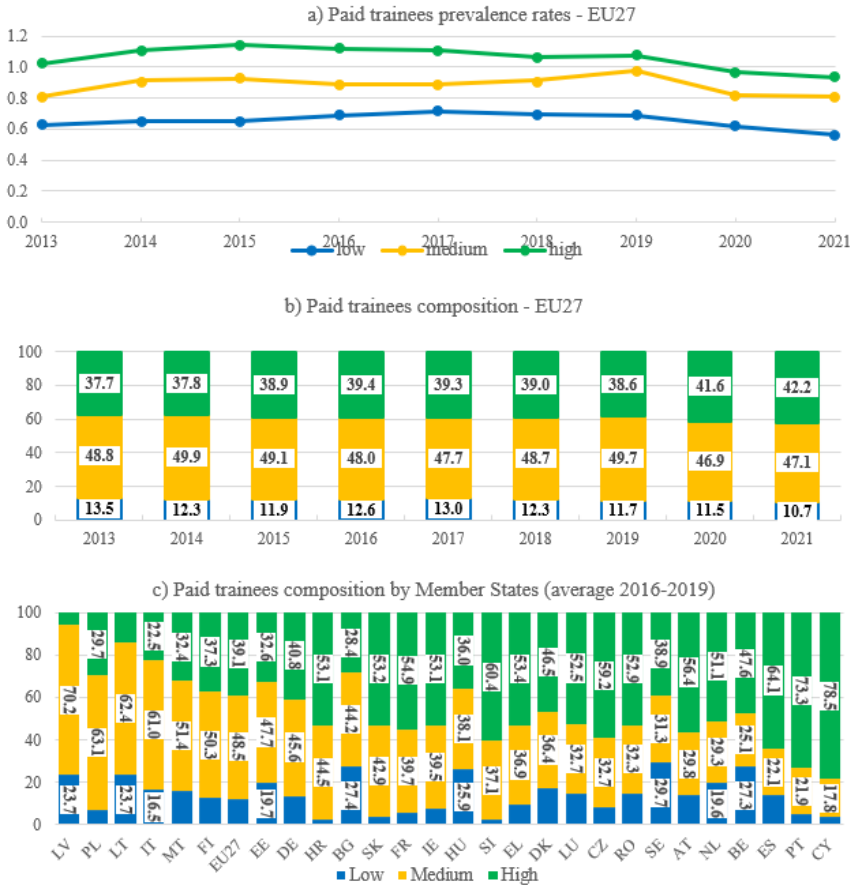 a) Paid trainees prevalence rates - EU27
1.2
1.0
0.8
0.6
0.4
0.2
0.0
2013 2014 2015 2016 2017 2018 2019 2020 2021
low medium high
b) Paid trainees composition - EU27
100
80
60
40
20
0
37.7 37.8 38.9 39.4 39.3 39.0 38.6 41.6 42.2
48.8 49.9 49.1 48.0 47.7 48.7 49.7 46.9 47.1
13.5 12.3 11.9 12.6 13.0 12.3 11.7 11.5 10.7
2013 2014 2015 2016 2017 2018 2019 2020 2021
c) Paid trainees composition by Member States (average 2016-2019)
100
80
60
40
20
0
29.7 22.5 32.4 37.3 39.1 32.6 40.8 53.1 28.4 53.2 54.9 53.1 36.0 60.4 53.4 46.5 52.5 59.2 52.9 38.9 56.4 51.1 47.6 64.1 73.3 78.5
70.2 63.1 62.4 61.0 51.4 50.3 48.5 47.7 45.6 44.5 44.2 42.9 39.7 39.5 38.1 37.1 36.9 36.4 32.7 32.7 32.3 31.3 29.8 29.3 25.1 22.1 21.9 17.8
23.7 23.7 16.5 19.7 27.4 25.9 29.7 19.6 27.3
LV PL LT IT MT FI EU27 EE DE HR BG SK FR IE HU SI EL DK LU CZ RO SE AT NL BE ES PT CY
Low Medium High